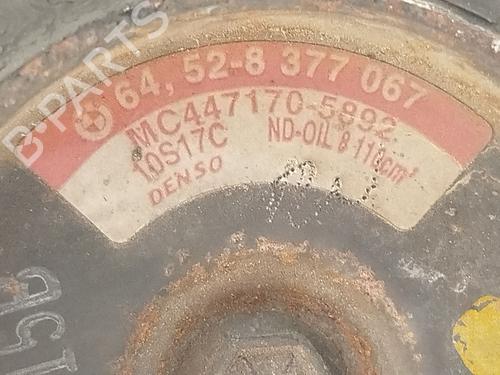 64, 52-8 377 067
MC447170-5892
10S17C ND-OIL 8 110cm³
DENSO
B-PARTS